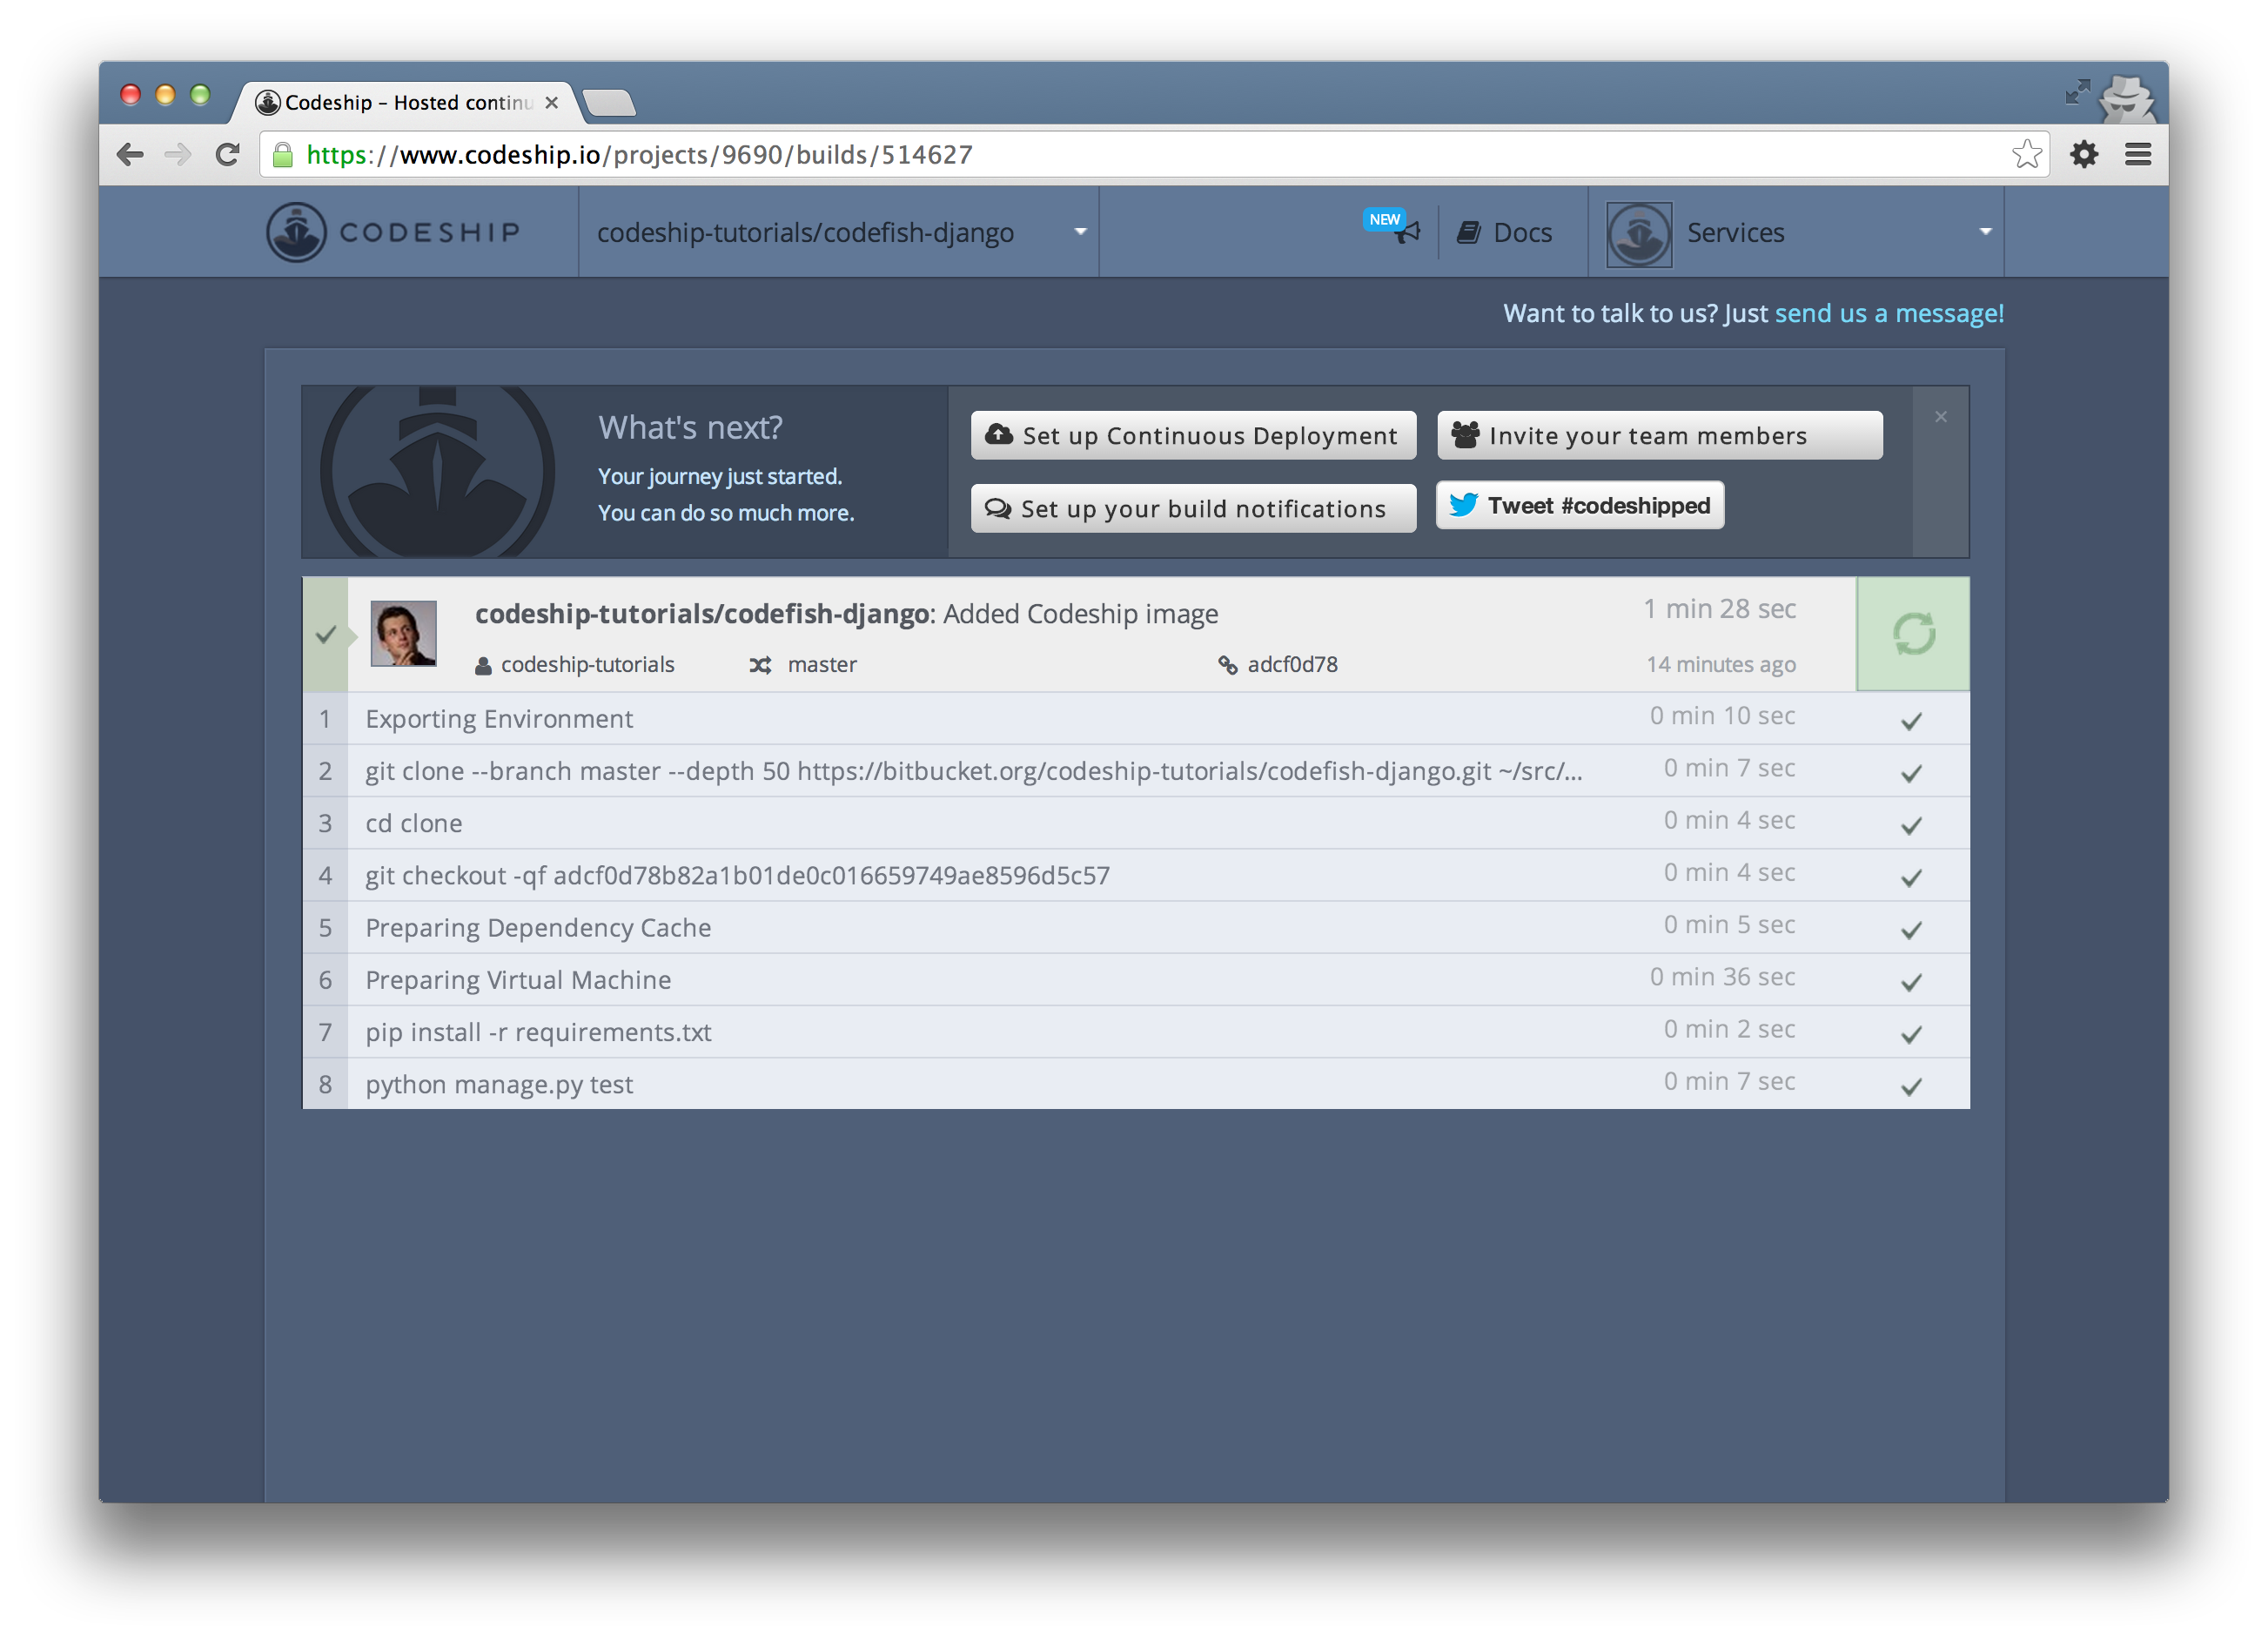 Codeship – Hosted continu
https://www.codeship.io/projects/9690/builds/514627
CODESHIP
codeship-tutorials/codefish-django
NEW
Docs
Services
Want to talk to us? Just send us a message!
What's next?
Your journey just started.
You can do so much more.
Set up Continuous Deployment
Invite your team members
Set up your build notifications
Tweet #codeshipped
codeship-tutorials/codefish-django: Added Codeship image
1 min 28 sec
codeship-tutorials
master
adcf0d78
14 minutes ago
1 Exporting Environment 0 min 10 sec
2 git clone --branch master --depth 50 https://bitbucket.org/codeship-tutorials/codefish-django.git ~/src/... 0 min 7 sec
3 cd clone 0 min 4 sec
4 git checkout -qf adcf0d78b82a1b01de0c016659749ae8596d5c57 0 min 4 sec
5 Preparing Dependency Cache 0 min 5 sec
6 Preparing Virtual Machine 0 min 36 sec
7 pip install -r requirements.txt 0 min 2 sec
8 python manage.py test 0 min 7 sec